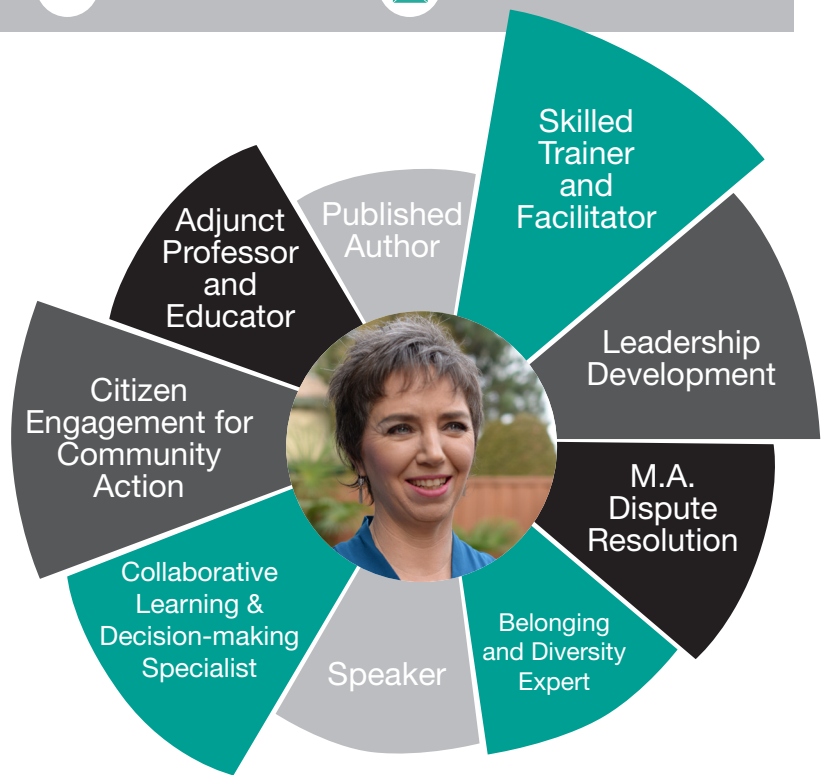 Skilled
Trainer
and
Facilitator
Leadership
Development
M.A.
Dispute
Resolution
Belonging
and Diversity
Expert
Speaker
Collaborative
Learning &
Decision-making
Specialist
Citizen
Engagement for
Community
Action
Adjunct
Professor
and
Educator
Published
Author